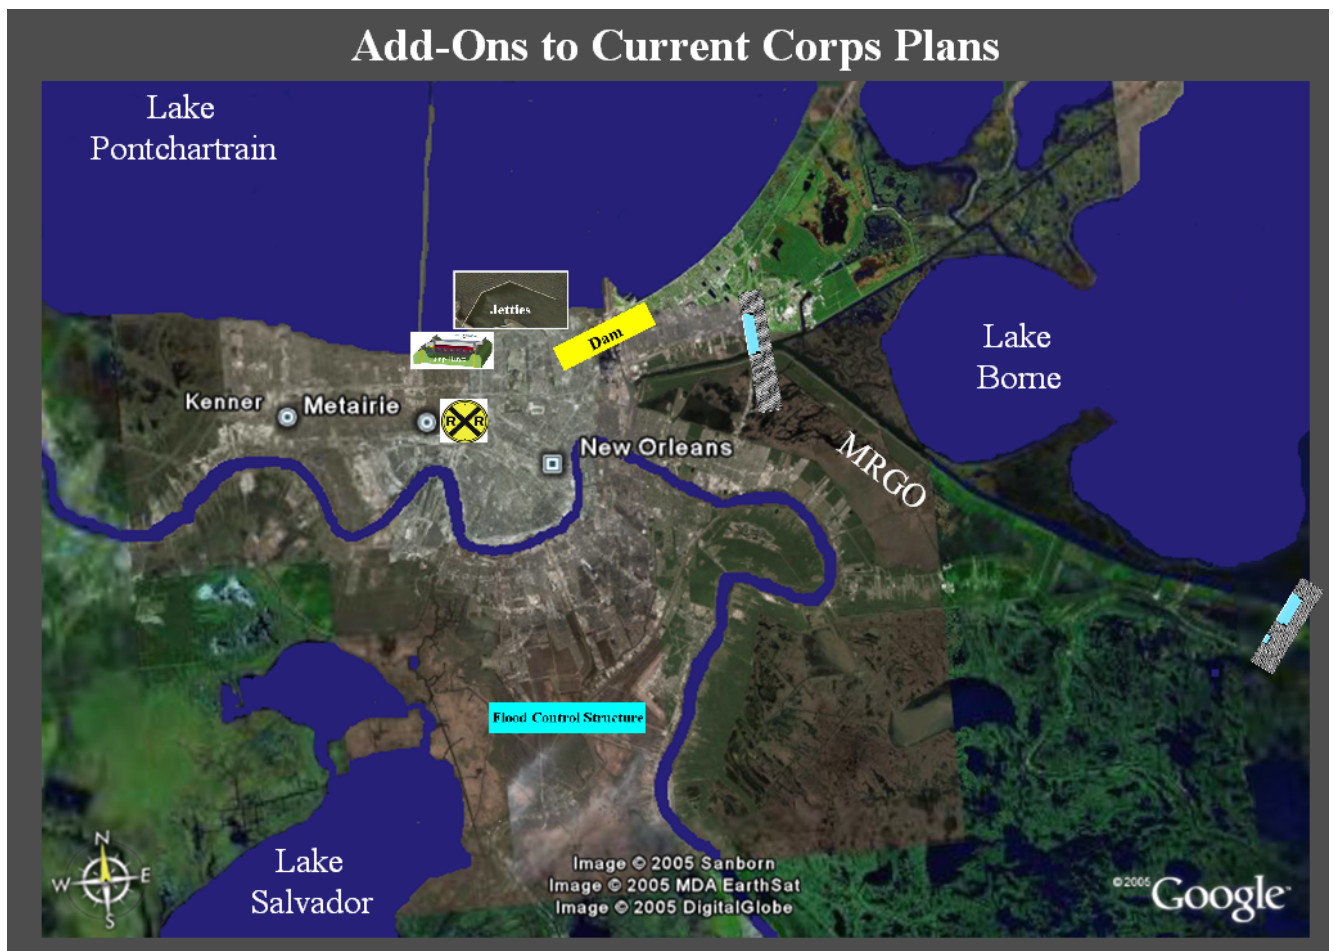 Add-Ons to Current Corps Plans
Lake
Pontchartrain
Jetties
Dam
Lake
Borne
Kenner
Metairie
R R
New Orleans
MRGO
Flood Control Structure
N
W E
S
Lake
Salvador
Image © 2005 Sanborn
Image © 2005 MDA EarthSat
Image © 2005 DigitalGlobe
© 2005 Google™